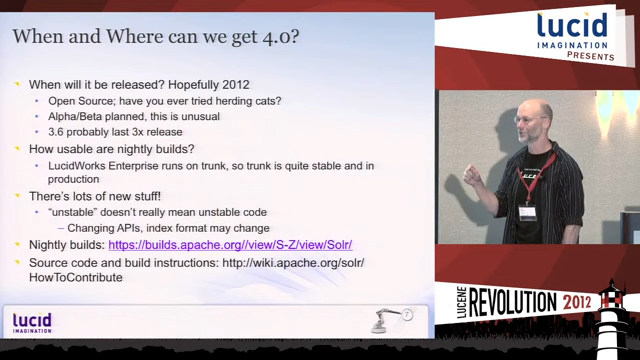 When and Where can we get 4.0?
When will it be released? Hopefully 2012
Open Source; have you ever tried herding cats?
Alpha/Beta planned, this is unusual
3.6 probably last 3x release
How usable are nightly builds?
LucidWorks Enterprise runs on trunk, so trunk is quite stable and in
production
There's lots of new stuff!
"unstable" doesn't really mean unstable code
– Changing APIs, index format may change
Nightly builds: https://builds.apache.org//view/S-Z/view/Solr/
Source code and build instructions: http://wiki.apache.org/solr/
HowToContribute
lucid
IMAGINATION
7
lucid
IMAGINATION
PRESENTS
LUCENE
REVOLUTION 2012